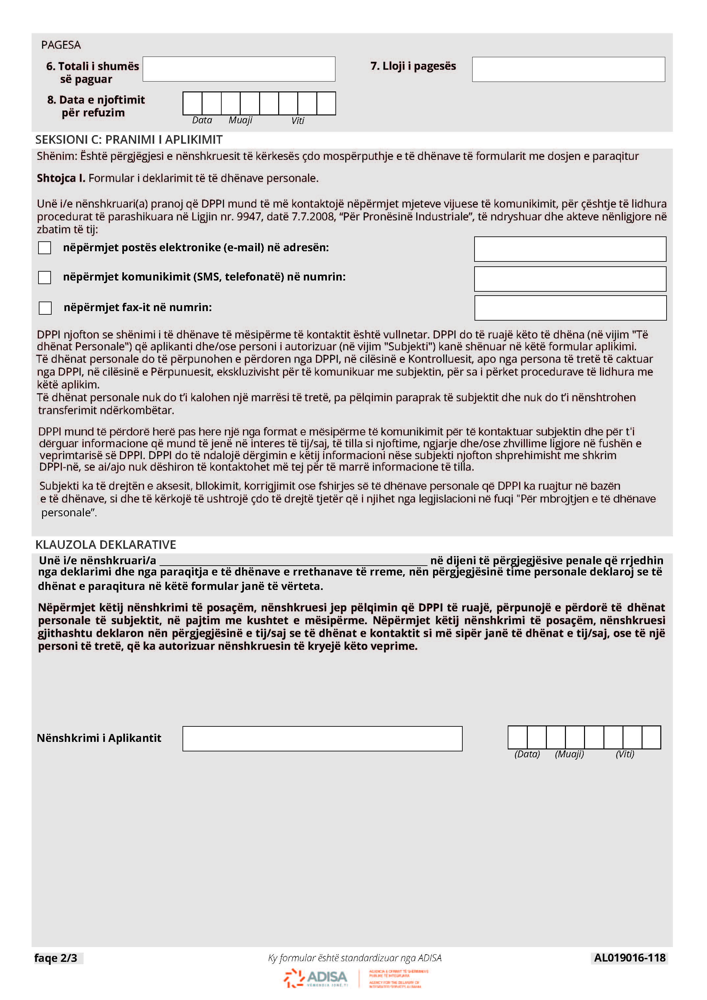 PAGESA
6. Totali i shumës
së paguar
7. Lloji i pagesës
8. Data e njoftimit
për refuzim
Data Muaji Viti
SEKSIONI C: PRANIMI I APLIKIMIT
Shënim: Është përgjëgjësi e nënshkruesit të kërkesës çdo mospërputhje e të dhënave të formularit me dosjen e paraqitur
Shtojca I. Formular i deklarimit të të dhënave personale.
Unë i/e nënshkruari(a) pranoj që DPPI mund të më kontaktojë nëpërmjet mjeteve vijuese të komunikimit, për çështje të lidhura
procedurat të parashikuara në Ligjin nr. 9947, datë 7.7.2008, “Për Pronësinë Industriale”, të ndryshuar dhe akteve nënligjore në
zbatim të tij:
nëpërmjet postës elektronike (e-mail) në adresën:
nëpërmjet komunikimit (SMS, telefonatë) në numrin:
nëpërmjet fax-it në numrin:
DPPI njofton se shënimi i të dhënave të mësipërme të kontaktit është vullnetar. DPPI do të ruajë këto të dhëna (në vijim "Të
dhënat Personale") që aplikanti dhe/ose personi i autorizuar (në vijim "Subjekti") kanë shënuar në këtë formular aplikimi.
Të dhënat personale do të përpunohen e përdoren nga DPPI, në cilësinë e Kontrolluesit, apo nga persona të tretë të caktuar
nga DPPI, në cilësinë e Përpunuesit, ekskluzivisht për të komunikuar me subjektin, për sa i përket procedurave të lidhura me
këtë aplikim.
Të dhënat personale nuk do t’i kalohen një marrësi të tretë, pa pëlqimin paraprak të subjektit dhe nuk do t’i nënshtrohen
transferimit ndërkombëtar.
DPPI mund të përdorë herë pas here një nga format e mësipërme të komunikimit për të kontaktuar subjektin dhe për t'i
dërguar informacione që mund të jenë në interes të tij/saj, të tilla si njoftime, ngjarje dhe/ose zhvillime ligjore në fushën e
veprimtarisë së DPPI. DPPI do të ndalojë dërgimin e këtij informacioni nëse subjekti njofton shprehimisht me shkrim
DPPI-në, se ai/ajo nuk dëshiron të kontaktohet më tej për të marrë informacione të tilla.
Subjekti ka të drejtën e aksesit, bllokimit, korrigjimit ose fshirjes së të dhënave personale që DPPI ka ruajtur në bazën
e të dhënave, si dhe të kërkojë të ushtrojë çdo të drejtë tjetër që i njihet nga legjislacioni në fuqi "Për mbrojtjen e të dhënave
personale”.
KLAUZOLA DEKLARATIVE
Unë i/e nënshkruari/a ______________________ në dijeni të përgjegjësive penale që rrjedhin
nga deklarimi dhe nga paraqitja e të dhënave e rrethanave të rreme, nën përgjegjësinë time personale deklaroj se të
dhënat e paraqitura në këtë formular janë të vërteta.
Nëpërmjet këtij nënshkrimi të posaçëm, nënshkruesi jep pëlqimin që DPPI të ruajë, përpunojë e përdorë të dhënat
personale të subjektit, në pajtim me kushtet e mësipërme. Nëpërmjet këtij nënshkrimi të posaçëm, nënshkruesi
gjithashtu deklaron nën përgjegjësinë e tij/saj se të dhënat e kontaktit si më sipër janë të dhënat e tij/saj, ose të një
personi të tretë, që ka autorizuar nënshkruesin të kryejë këto veprime.
Nënshkrimi i Aplikantit
(Data) (Muaji) (Viti)
faqe 2/3
Ky formular është standardizuar nga ADISA
AL019016-118
ADISA
VËMENDJA JONË, TI
AGJENCIA E OFRIMIT TË SHËRBIMEVE
PUBLIKE TË INTEGRUARA
AGENCY FOR THE DELIVERY OF
INTEGRATED SERVICES ALBANIA